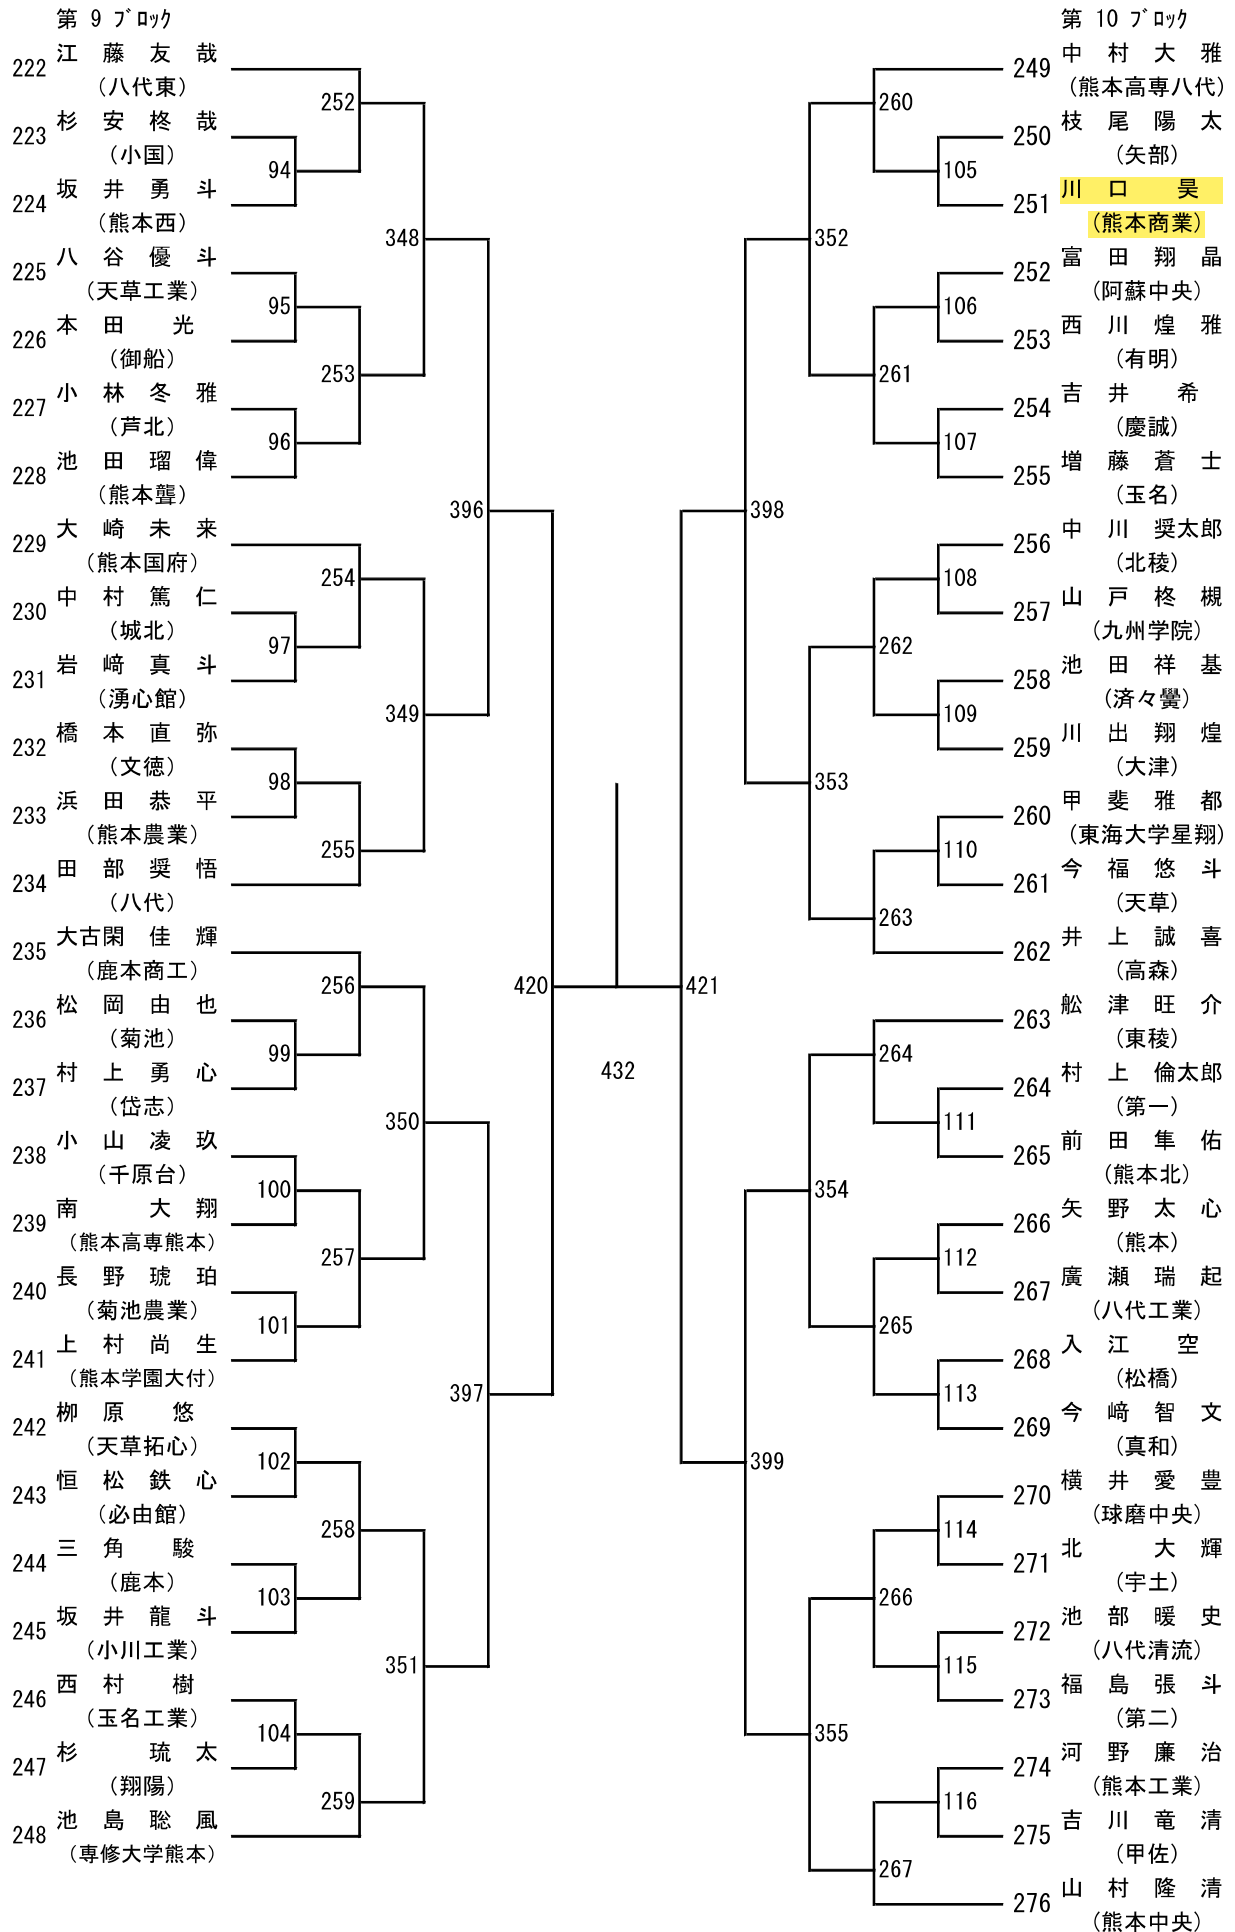 第 9 ブロック
222 江 藤 友 哉
(八代東)
252
223 杉 安 柊 哉
(小国)
94
224 坂 井 勇 斗
(熊本西)
348
225 八 谷 優 斗
(天草工業)
95
226 本 田 光
(御船)
253
227 小 林 冬 雅
(芦北)
96
228 池 田 瑠 偉
(熊本聾)
396
229 大 崎 未 来
(熊本国府)
254
230 中 村 篤 仁
(城北)
97
231 岩 﨑 真 斗
(湧心館)
349
232 橋 本 直 弥
(文徳)
98
233 浜 田 恭 平
(熊本農業)
255
234 田 部 奨 悟
(八代)
235 大古閑 佳 輝
(鹿本商工)
256
420
236 松 岡 由 也
(菊池)
99
237 村 上 勇 心
(岱志)
350
238 小 山 凌 玖
(千原台)
100
239 南 大 翔
(熊本高専熊本)
257
240 長 野 琥 珀
(菊池農業)
101
241 上 村 尚 生
(熊本学園大付)
397
242 栁 原 悠
(天草拓心)
102
243 恒 松 鉄 心
(必由館)
258
244 三 角 駿
(鹿本)
103
245 坂 井 龍 斗
(小川工業)
351
246 西 村 樹
(玉名工業)
104
247 杉 琉 太
(翔陽)
259
248 池 島 聡 風
(専修大学熊本)
432
第 10 ブロック
249 中 村 大 雅
(熊本高専八代)
260
250 枝 尾 陽 太
(矢部)
105
251 川 口 昊
(熊本商業)
352
252 富 田 翔 晶
(阿蘇中央)
106
253 西 川 煌 雅
(有明)
261
254 吉 井 希
(慶誠)
107
255 増 藤 蒼 士
(玉名)
398
256 中 川 奨太郎
(北稜)
108
257 山 戸 柊 槻
(九州学院)
262
258 池 田 祥 基
(済々黌)
109
259 川 出 翔 煌
(大津)
353
260 甲 斐 雅 都
(東海大学星翔)
110
261 今 福 悠 斗
(天草)
263
262 井 上 誠 喜
(高森)
421
263 舩 津 旺 介
(東稜)
264
264 村 上 倫太郎
(第一)
111
265 前 田 隼 佑
(熊本北)
354
266 矢 野 太 心
(熊本)
112
267 廣 瀬 瑞 起
(八代工業)
265
268 入 江 空
(松橋)
113
269 今 﨑 智 文
(真和)
399
270 横 井 愛 豊
(球磨中央)
114
271 北 大 輝
(宇土)
266
272 池 部 暖 史
(八代清流)
115
273 福 島 張 斗
(第二)
355
274 河 野 廉 治
(熊本工業)
116
275 吉 川 竜 清
(甲佐)
267
276 山 村 隆 清
(熊本中央)